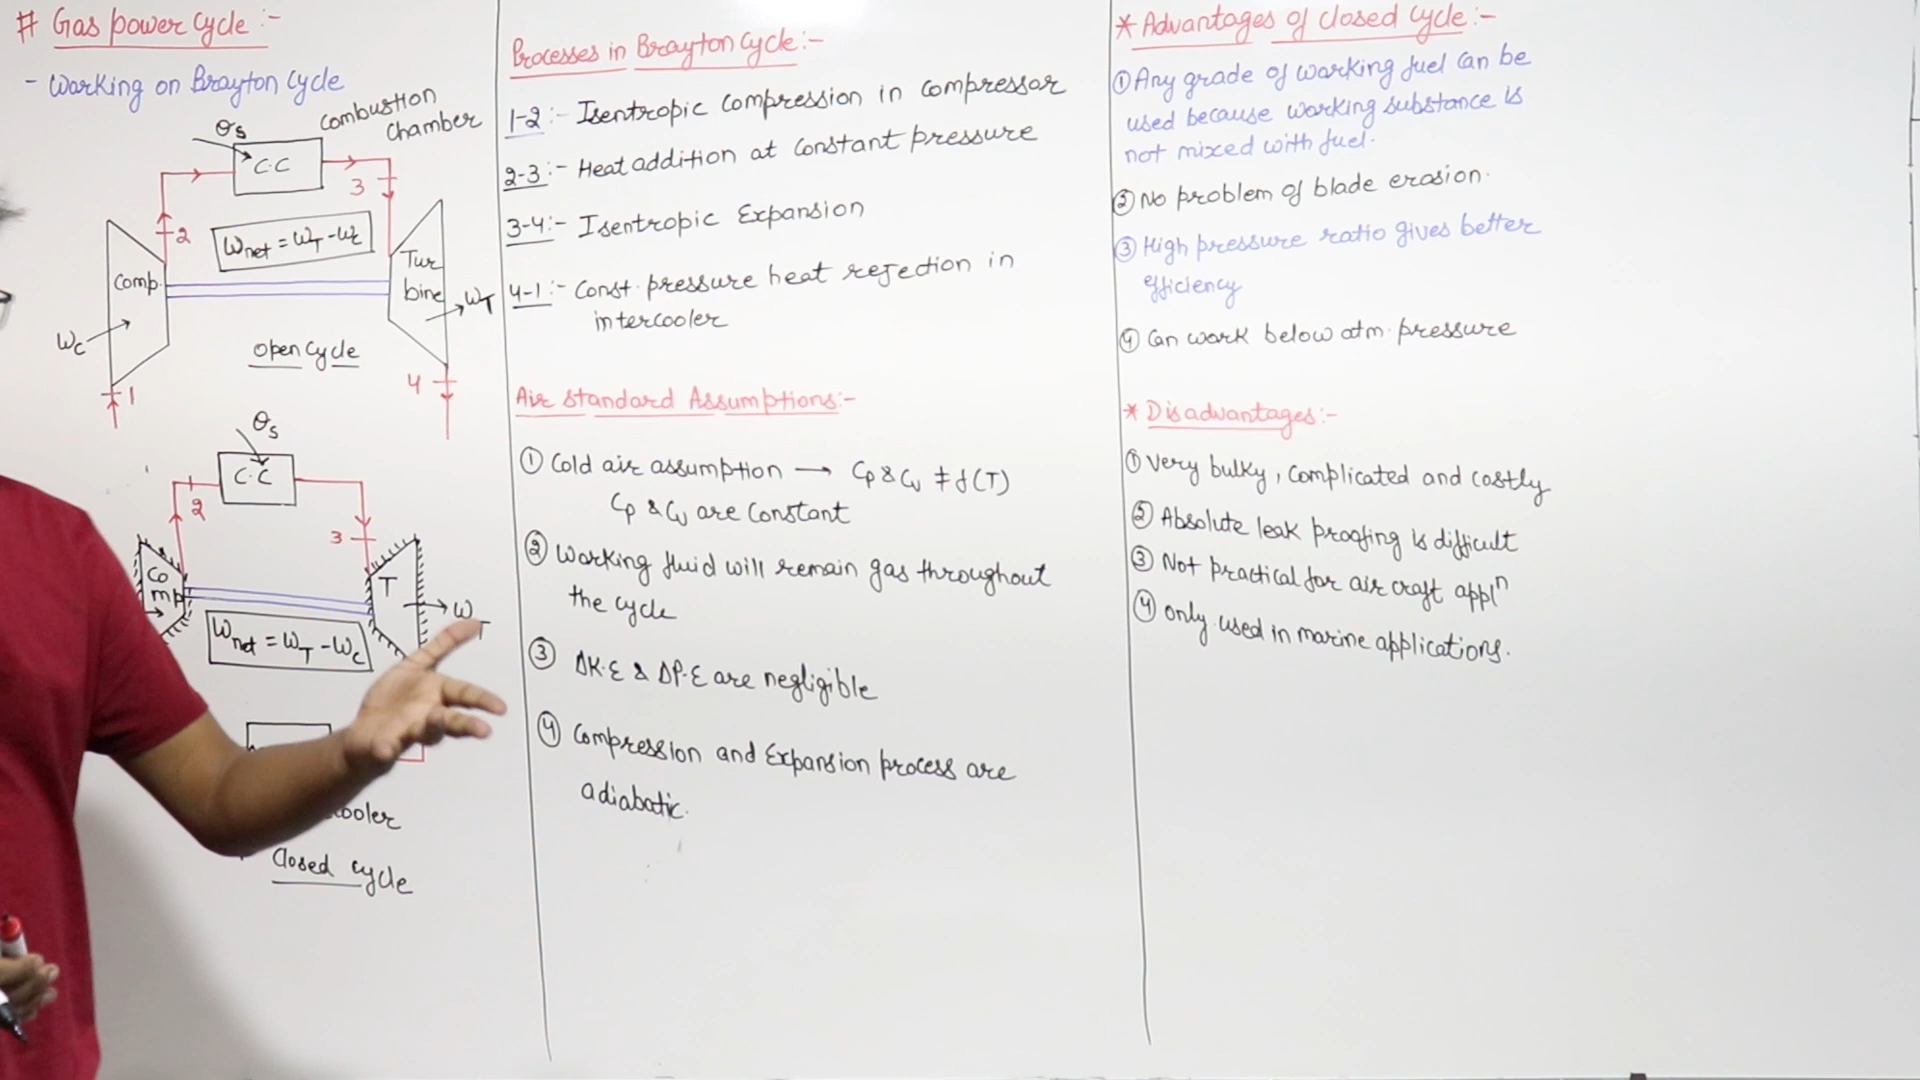 # Gas power cycle :-
- Working on Brayton Cycle
Combustion
chamber
Qs
C.C
3
2
Wnet = WT - Wc
Comp.
Tur
bine
WT
Wc
Open Cycle
1
4
Qs
C.C
2
3
Co
mp
T
WT
Wnet = WT - Wc
cooler
Closed cycle
Processes in Brayton Cycle :-
1-2 :- Isentropic Compression in compressor
2-3 :- Heat addition at constant pressure
3-4 :- Isentropic Expansion
4-1 :- Const. pressure heat rejection in
intercooler
Air standard Assumptions :-
① Cold air assumption → Cp & Cv ≠ f(T)
Cp & Cv are constant
② Working fluid will remain gas throughout
the cycle
③ ΔK.E & ΔP.E are negligible
④ Compression and Expansion process are
adiabatic.
* Advantages of closed cycle :-
① Any grade of working fuel can be
used because working substance is
not mixed with fuel.
② No problem of blade erosion.
③ High pressure ratio gives better
efficiency
④ Can work below atm. pressure
* Disadvantages :-
① Very bulky, complicated and costly
② Absolute leak proofing is difficult
③ Not practical for air craft applⁿ
④ only used in marine applications.